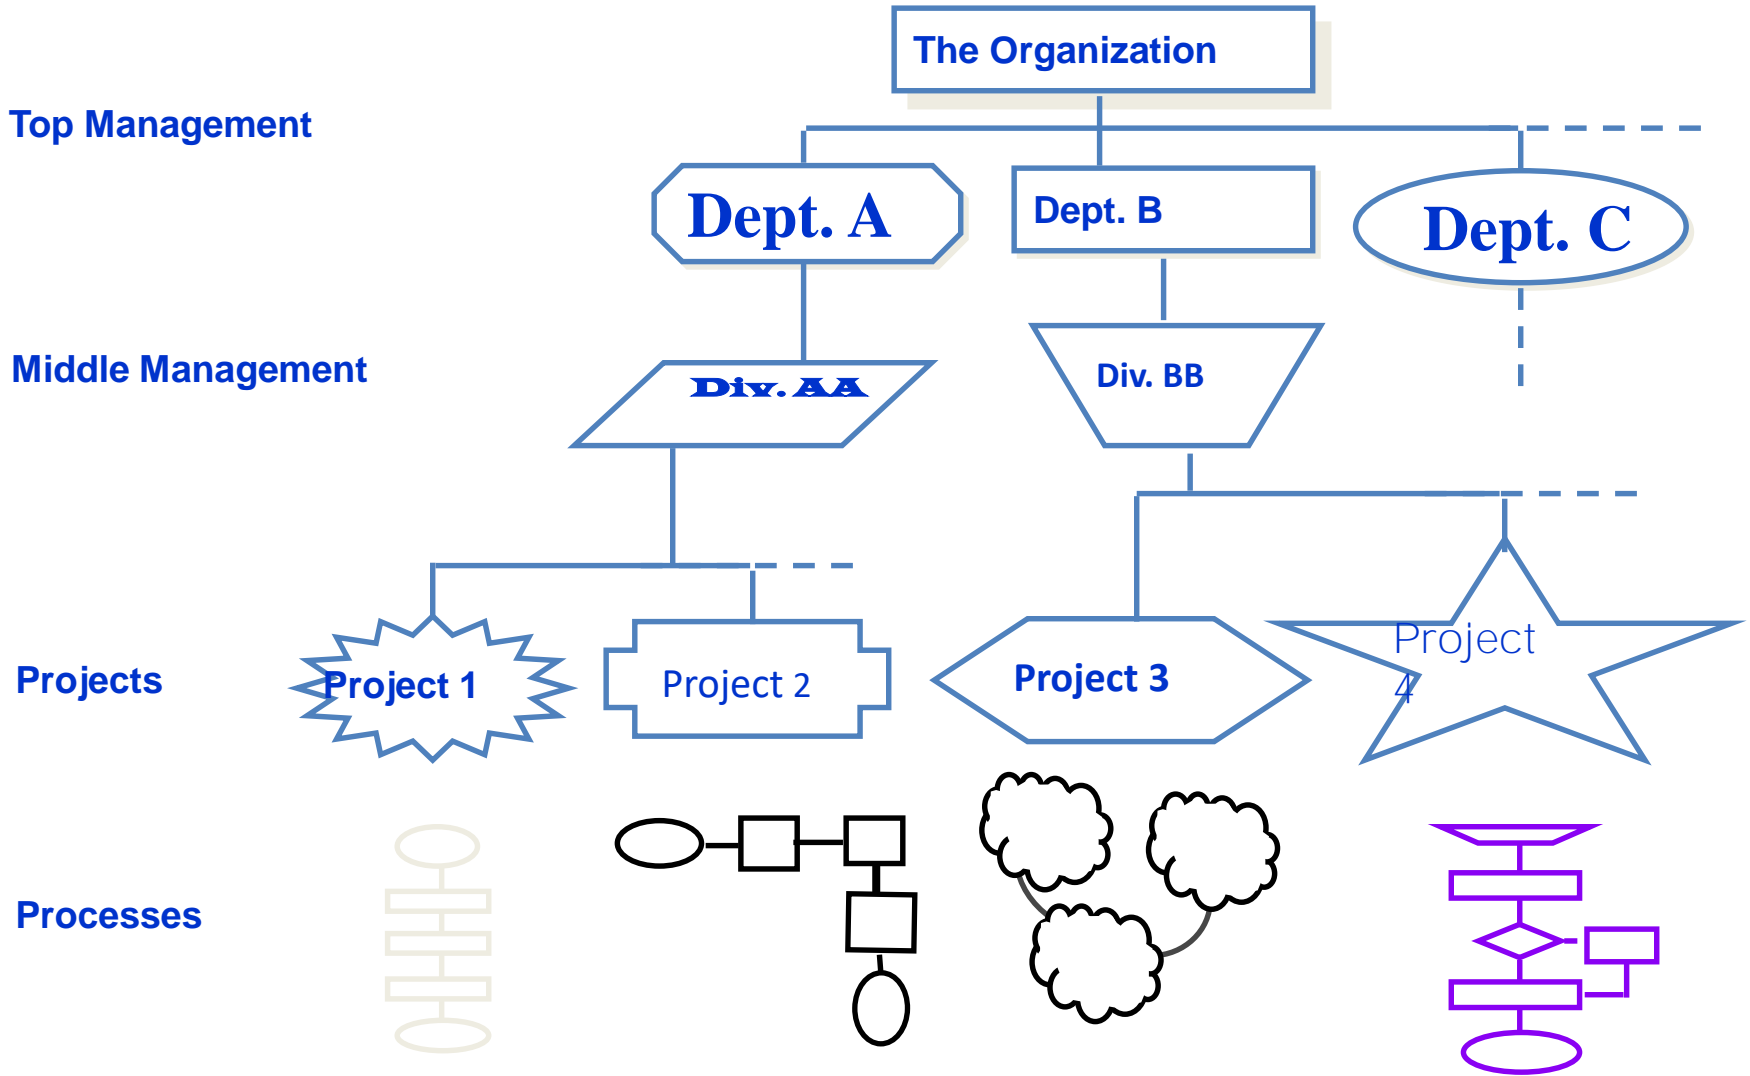 The Organization
Top Management
Dept. A
Dept. B
Dept. C
Middle Management
Div. AA
Div. BB
Projects
Project 1
Project 2
Project 3
Project
4
Processes